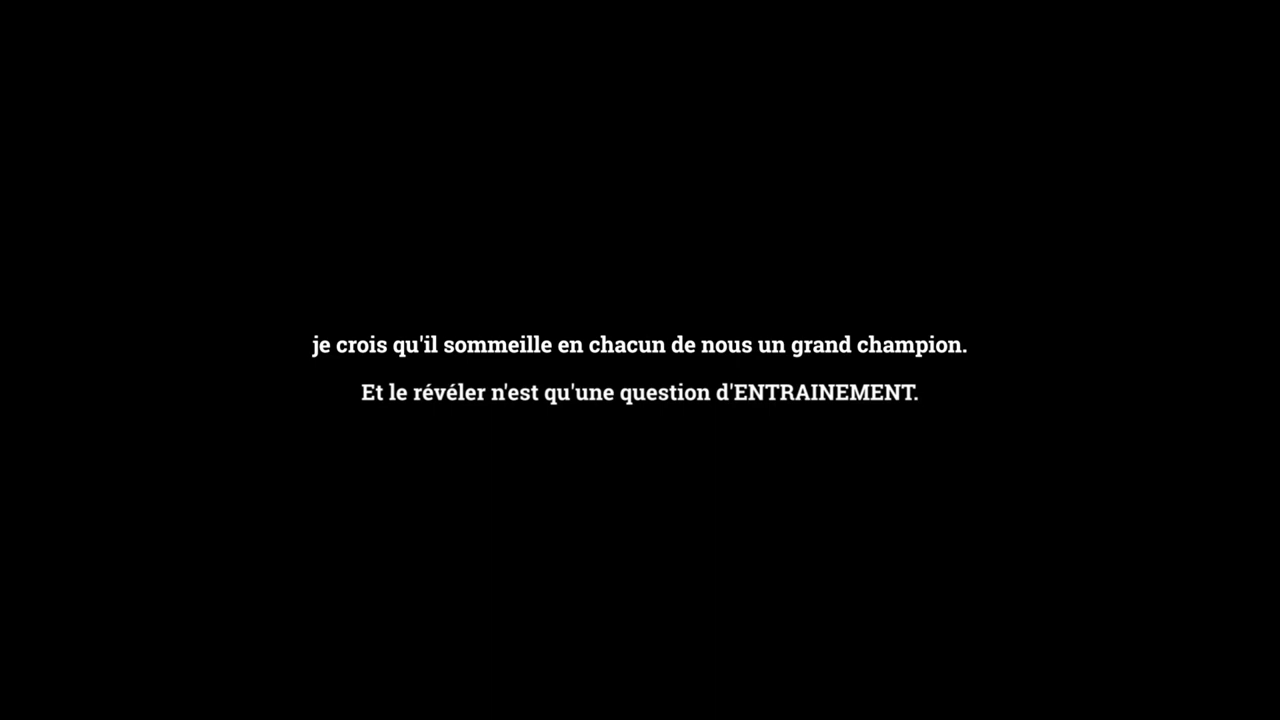 je crois qu'il sommeille en chacun de nous un grand champion.
Et le révéler n'est qu'une question d'ENTRAINEMENT.